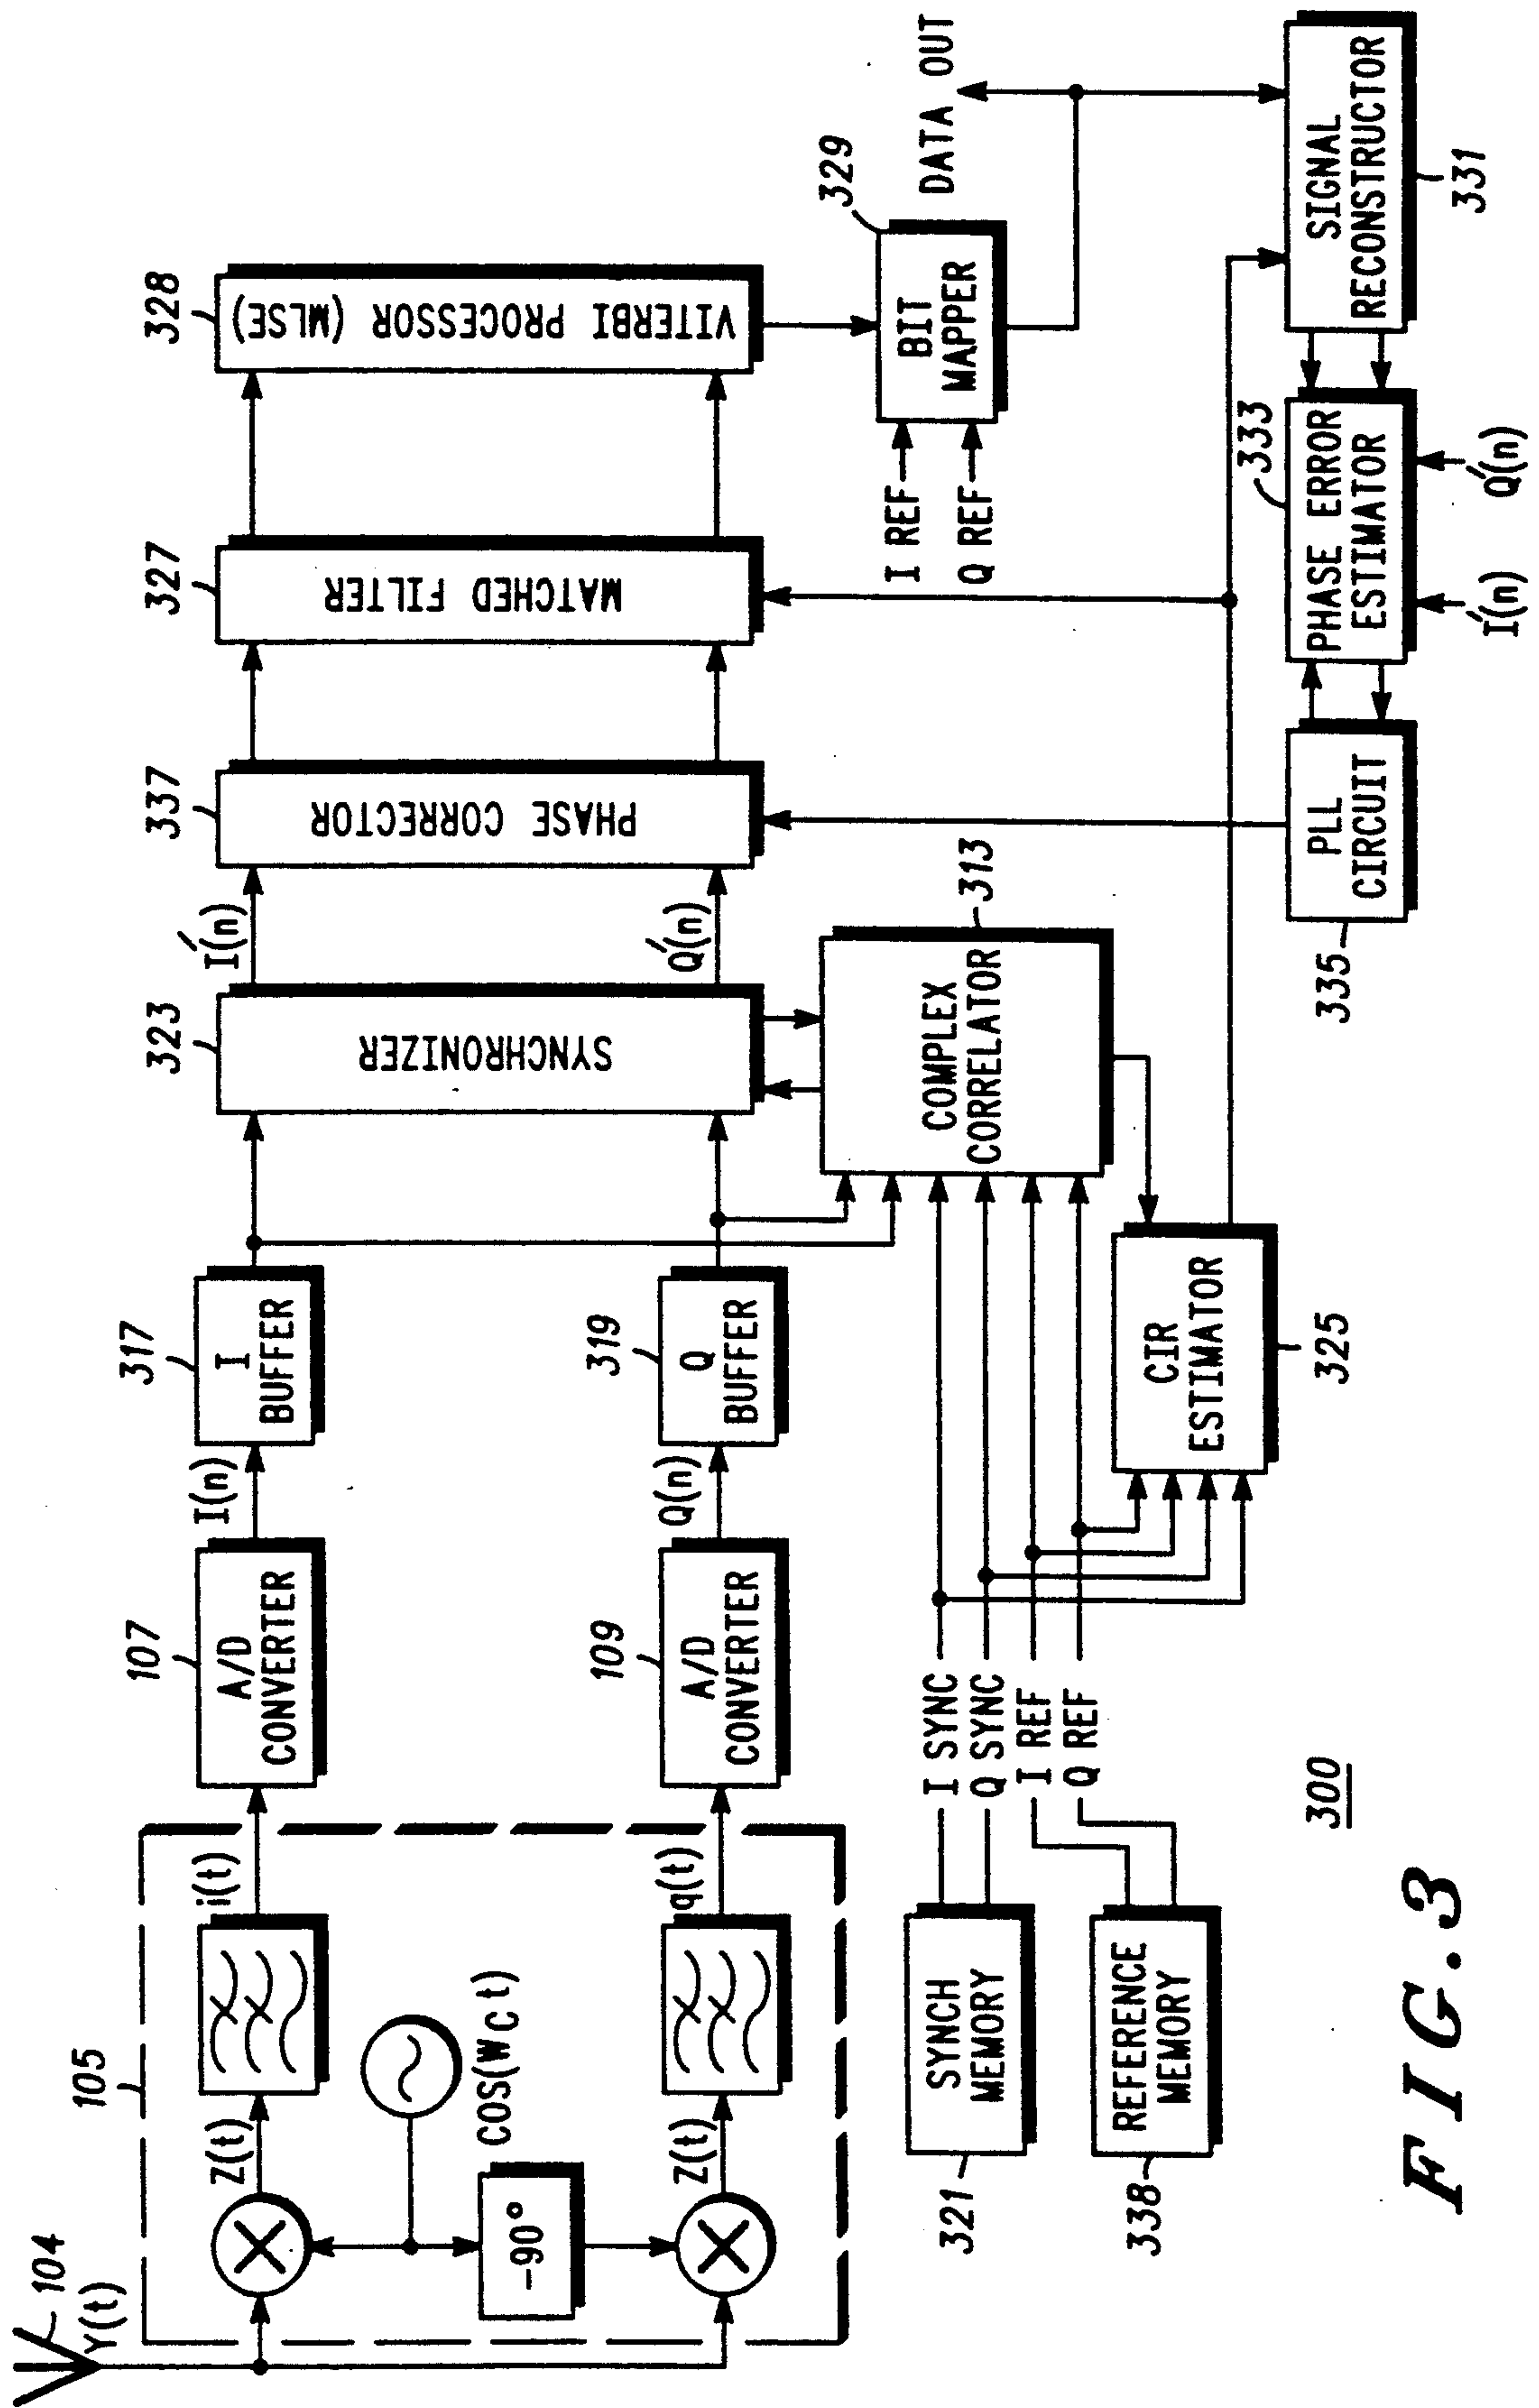 104
Y(t)
105
Z(t)
i(t)
COS(W C t)
-90°
Z(t)
q(t)
107
A/D
CONVERTER
I(n)
317
I
BUFFER
109
A/D
CONVERTER
Q(n)
319
Q
BUFFER
323
SYNCHRONIZER
I´(n)
Q´(n)
337
PHASE CORRECTOR
327
MATCHED FILTER
328
VITERBI PROCESSOR (MLSE)
I REF
Q REF
329
BIT
MAPPER
DATA OUT
321
SYNCH
MEMORY
338
REFERENCE
MEMORY
I SYNC
Q SYNC
I REF
Q REF
313
COMPLEX
CORRELATOR
CIR
ESTIMATOR
325
335
PLL
CIRCUIT
333
PHASE ERROR
ESTIMATOR
I´(n)
Q´(n)
SIGNAL
RECONSTRUCTOR
331
300
FIG.3